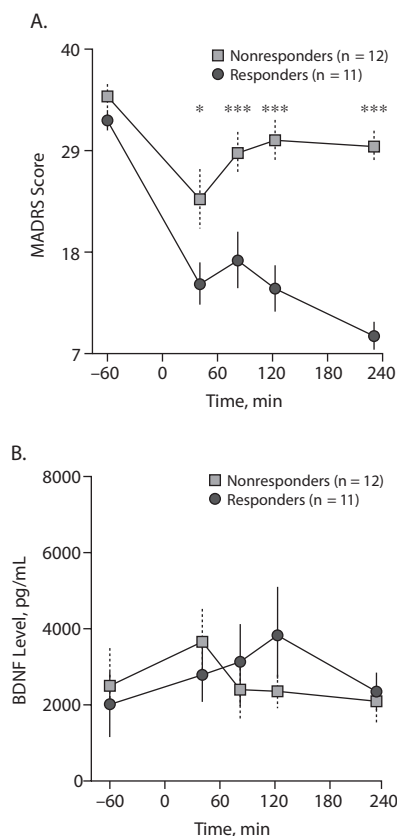 A.
Nonresponders (n = 12)
Responders (n = 11)
* *** *** ***
40
29
18
7
MADRS Score
–60 0 60 120 180 240
Time, min
B.
Nonresponders (n = 12)
Responders (n = 11)
8000
6000
4000
2000
0
BDNF Level, pg/mL
–60 0 60 120 180 240
Time, min